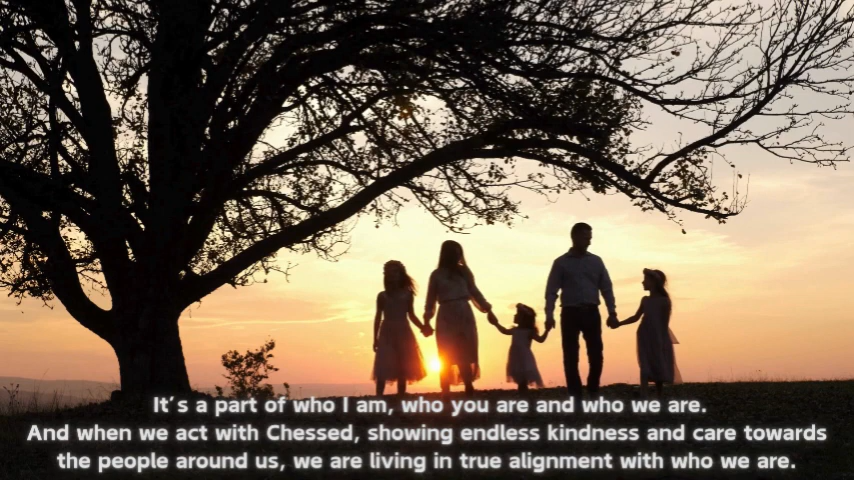 It's a part of who I am, who you are and who we are.
And when we act with Chessed, showing endless kindness and care towards
the people around us, we are living in true alignment with who we are.